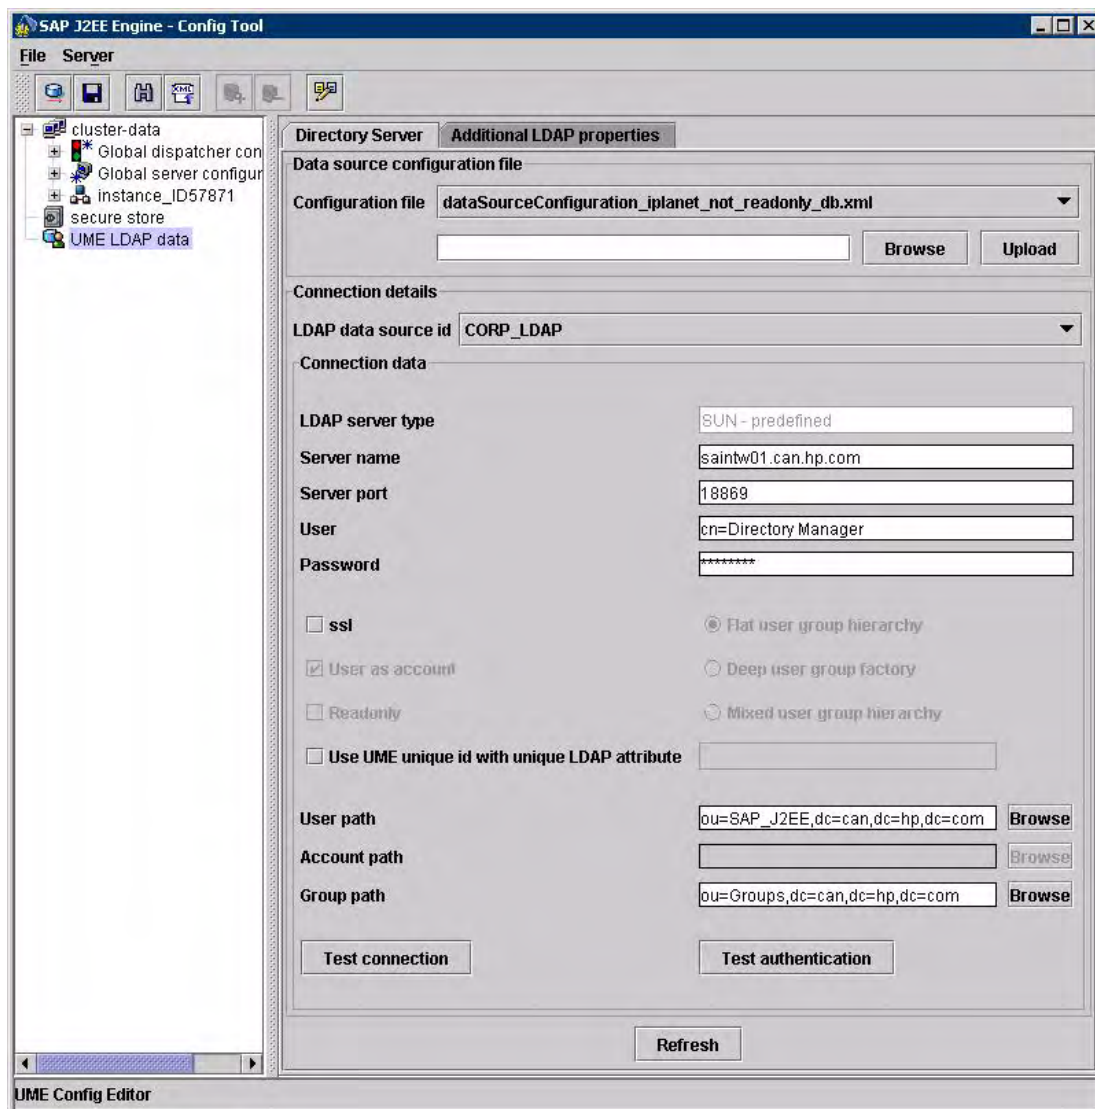 SAP J2EE Engine - Config Tool
File Server
XML
cluster-data
Global dispatcher con
Global server configur
instance_ID57871
secure store
UME LDAP data
Directory Server Additional LDAP properties
Data source configuration file
Configuration file dataSourceConfiguration_iplanet_not_readonly_db.xml
Browse Upload
Connection details
LDAP data source id CORP_LDAP
Connection data
LDAP server type SUN - predefined
Server name saintw01.can.hp.com
Server port 18869
User cn=Directory Manager
Password ********
ssl Flat user group hierarchy
User as account Deep user group factory
Readonly Mixed user group hierarchy
Use UME unique id with unique LDAP attribute
User path ou=SAP_J2EE,dc=can,dc=hp,dc=com Browse
Account path Browse
Group path ou=Groups,dc=can,dc=hp,dc=com Browse
Test connection Test authentication
Refresh
UME Config Editor